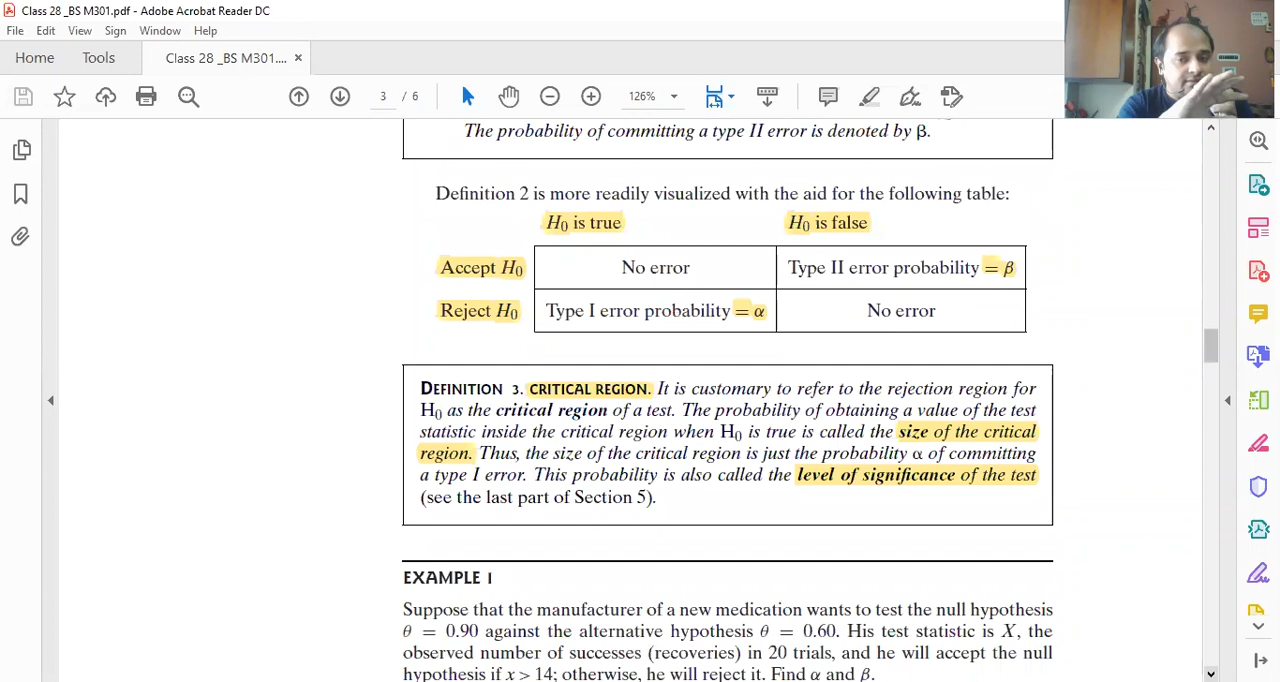 Class 28 _BS M301.pdf - Adobe Acrobat Reader DC
File Edit View Sign Window Help
Home Tools Class 28 _BS M301.... ×
3 / 6 126%
The probability of committing a type II error is denoted by β.
Definition 2 is more readily visualized with the aid for the following table:
H0 is true H0 is false
Accept H0 No error Type II error probability = β
Reject H0 Type I error probability = α No error
DEFINITION 3. CRITICAL REGION. It is customary to refer to the rejection region for
H0 as the critical region of a test. The probability of obtaining a value of the test
statistic inside the critical region when H0 is true is called the size of the critical
region. Thus, the size of the critical region is just the probability α of committing
a type I error. This probability is also called the level of significance of the test
(see the last part of Section 5).
EXAMPLE 1
Suppose that the manufacturer of a new medication wants to test the null hypothesis
θ = 0.90 against the alternative hypothesis θ = 0.60. His test statistic is X, the
observed number of successes (recoveries) in 20 trials, and he will accept the null
hypothesis if x > 14; otherwise, he will reject it. Find α and β.